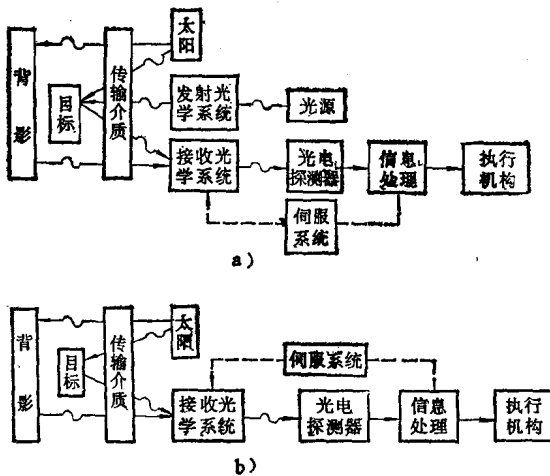 太
阳
背
影
目
标
传
输
介
质
发射光
学系统
光源
接收光
学系统
光电
探测器
信息
处理
执行
机构
伺服
系统
a)
太
阳
背
影
目
标
传
输
介
质
伺服系统
接收光
学系统
光电
探测器
信息
处理
执行
机构
b)